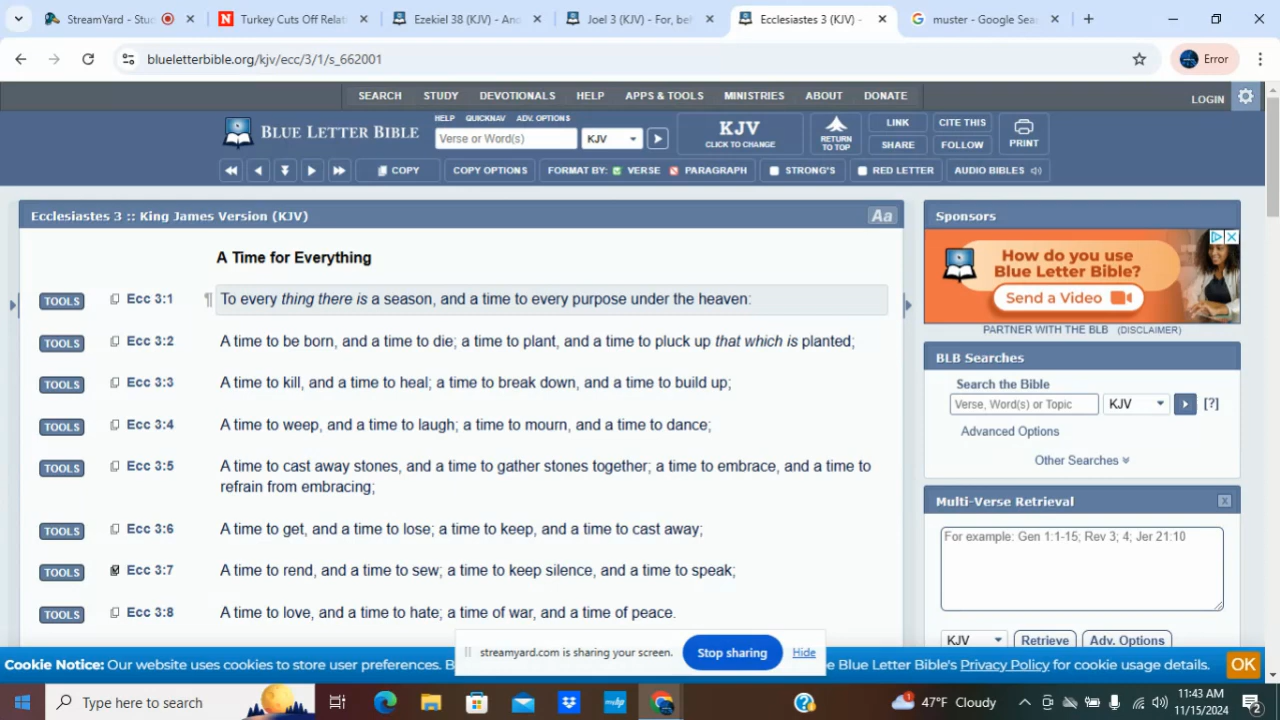 StreamYard - Stud
Turkey Cuts Off Relat
Ezekiel 38 (KJV) - And
Joel 3 (KJV) - For, beh
Ecclesiastes 3 (KJV) -
muster - Google Sear
blueletterbible.org/kjv/ecc/3/1/s_662001
Error
SEARCH STUDY DEVOTIONALS HELP APPS & TOOLS MINISTRIES ABOUT DONATE
LOGIN
BLUE LETTER BIBLE
HELP QUICKNAV ADV. OPTIONS
Verse or Word(s) KJV
KJV
CLICK TO CHANGE
RETURN
TO TOP
LINK CITE THIS
SHARE FOLLOW
PRINT
COPY COPY OPTIONS FORMAT BY: VERSE PARAGRAPH STRONG'S RED LETTER AUDIO BIBLES
Ecclesiastes 3 :: King James Version (KJV)
Aa
A Time for Everything
TOOLS Ecc 3:1 ¶ To every thing there is a season, and a time to every purpose under the heaven:
TOOLS Ecc 3:2 A time to be born, and a time to die; a time to plant, and a time to pluck up that which is planted;
TOOLS Ecc 3:3 A time to kill, and a time to heal; a time to break down, and a time to build up;
TOOLS Ecc 3:4 A time to weep, and a time to laugh; a time to mourn, and a time to dance;
TOOLS Ecc 3:5 A time to cast away stones, and a time to gather stones together; a time to embrace, and a time to
refrain from embracing;
TOOLS Ecc 3:6 A time to get, and a time to lose; a time to keep, and a time to cast away;
TOOLS Ecc 3:7 A time to rend, and a time to sew; a time to keep silence, and a time to speak;
TOOLS Ecc 3:8 A time to love, and a time to hate; a time of war, and a time of peace.
Sponsors
How do you use
Blue Letter Bible?
Send a Video
PARTNER WITH THE BLB (DISCLAIMER)
BLB Searches
Search the Bible
Verse, Word(s) or Topic KJV [?]
Advanced Options
Other Searches
Multi-Verse Retrieval
x
For example: Gen 1:1-15; Rev 3; 4; Jer 21:10
KJV Retrieve Adv. Options
streamyard.com is sharing your screen. Stop sharing Hide
Cookie Notice: Our website uses cookies to store user preferences. B
e Blue Letter Bible's Privacy Policy for cookie usage details. OK
Type here to search
mdjp
1
47°F Cloudy
11:43 AM
11/15/2024
2